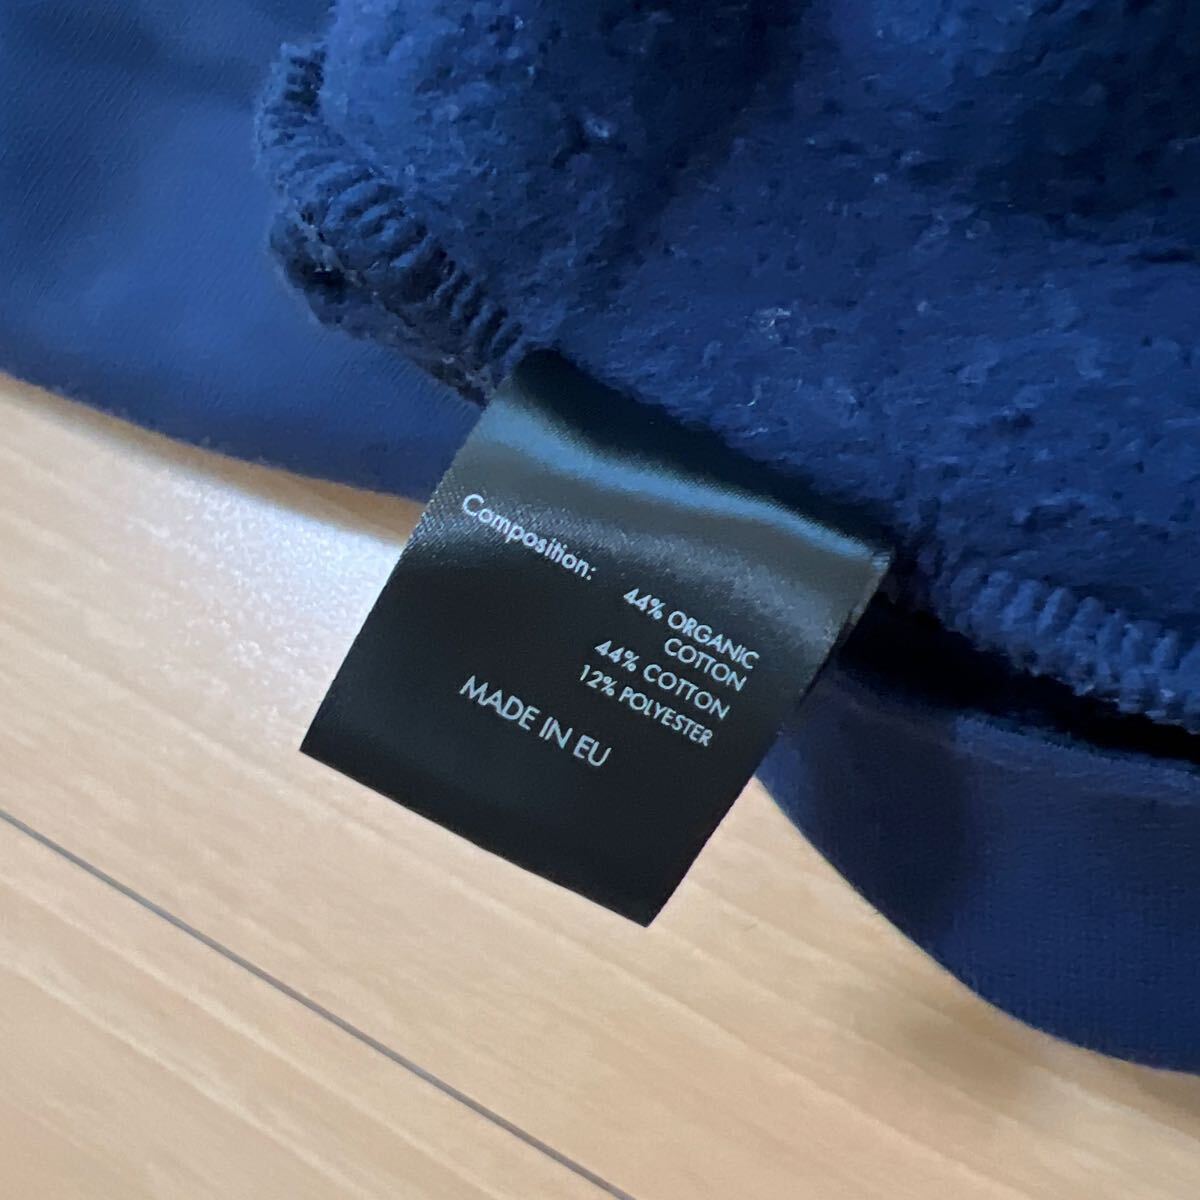 Composition:
44% ORGANIC
COTTON
44% COTTON
12% POLYESTER
MADE IN EU